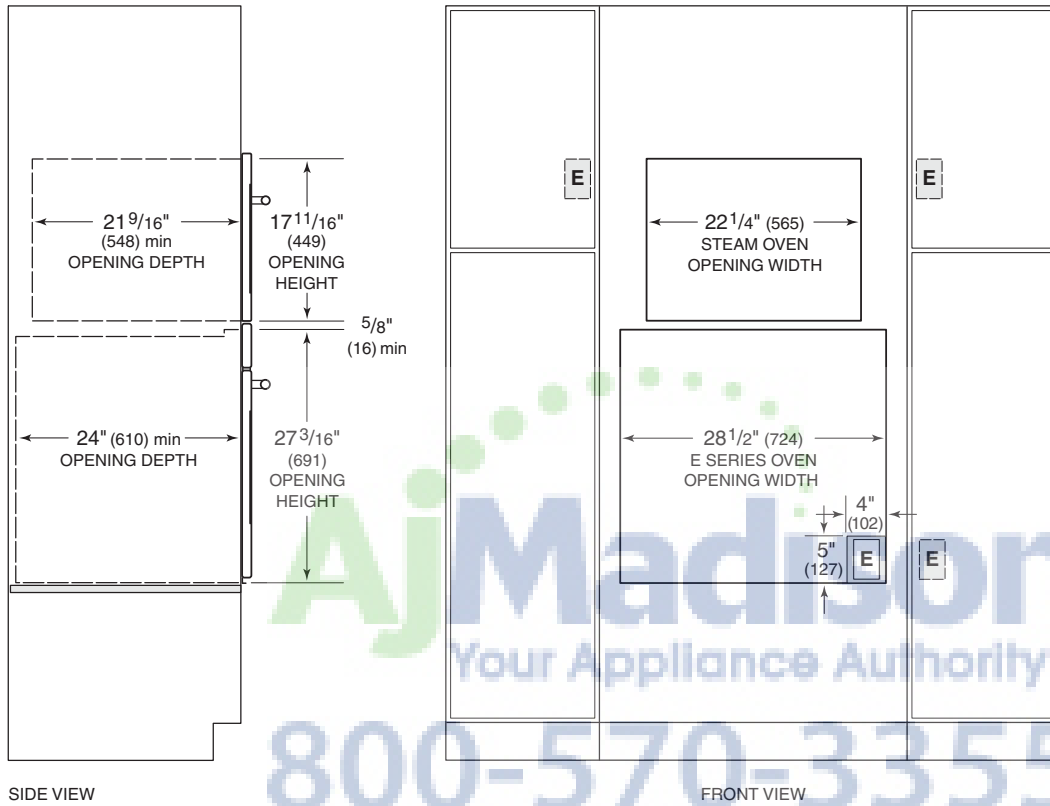 21 9/16"
(548) min
OPENING DEPTH
17 11/16"
(449)
OPENING
HEIGHT
5/8"
(16) min
24" (610) min
OPENING DEPTH
27 3/16"
(691)
OPENING
HEIGHT
SIDE VIEW
E
E
22 1/4" (565)
STEAM OVEN
OPENING WIDTH
28 1/2" (724)
E SERIES OVEN
OPENING WIDTH
4"
(102)
5"
(127)
E
E
FRONT VIEW
AjMadison
Your Appliance Authority
800-570-3355